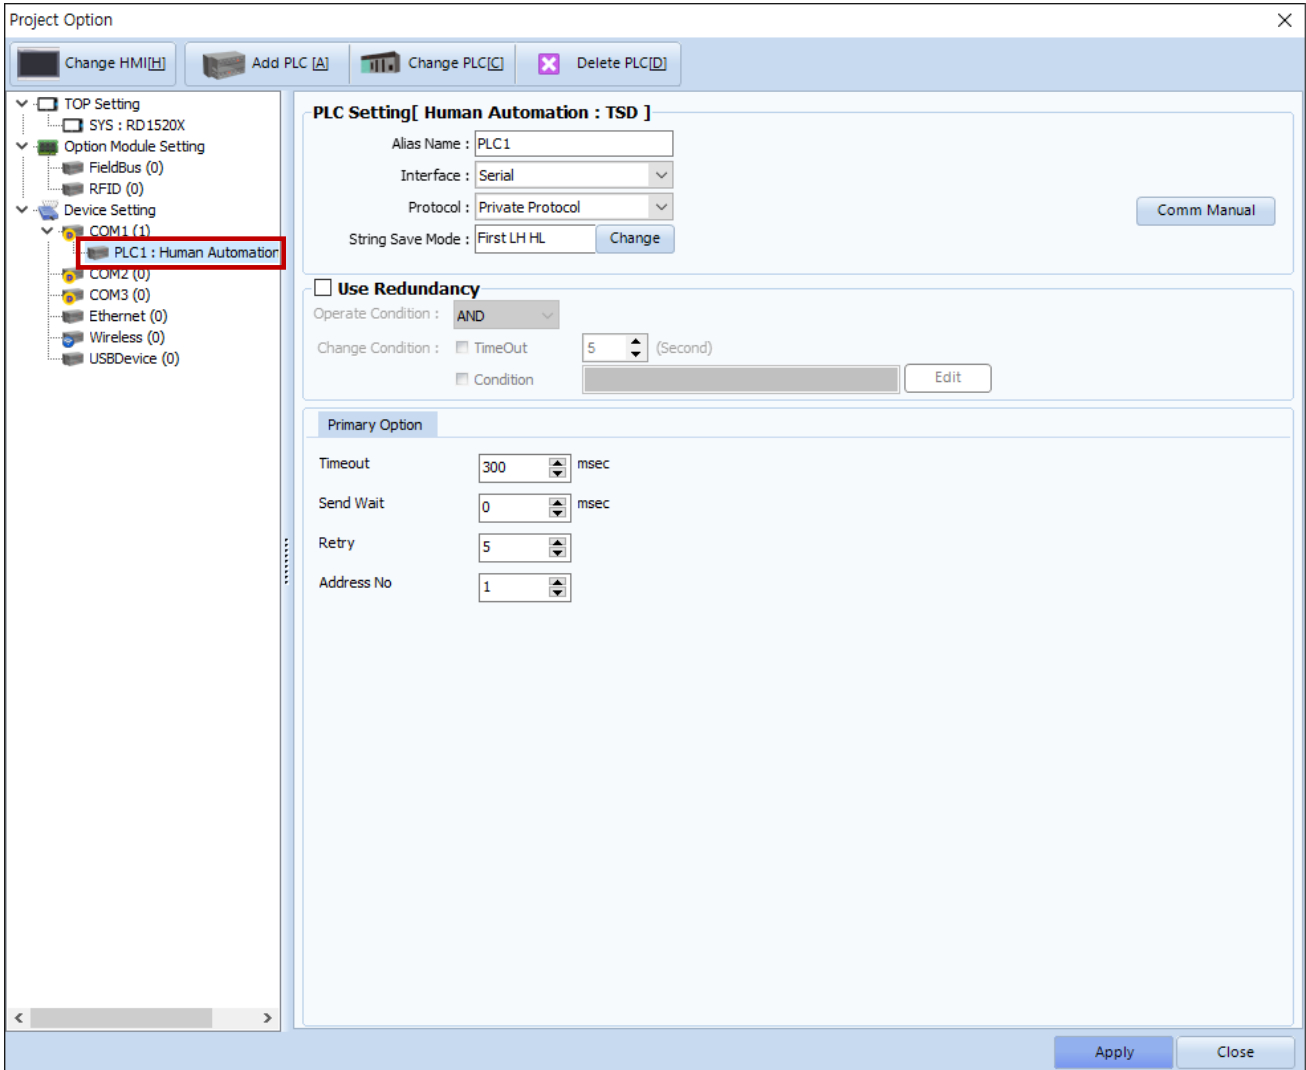 Project Option
Change HMI[H]
Add PLC [A]
Change PLC[C]
Delete PLC[D]
TOP Setting
SYS : RD1520X
Option Module Setting
FieldBus (0)
RFID (0)
Device Setting
COM1 (1)
PLC1 : Human Automation
COM2 (0)
COM3 (0)
Ethernet (0)
Wireless (0)
USBDevice (0)
PLC Setting[ Human Automation : TSD ]
Alias Name : PLC1
Interface : Serial
Protocol : Private Protocol
Comm Manual
String Save Mode : First LH HL Change
Use Redundancy
Operate Condition : AND
Change Condition : TimeOut 5 (Second)
Condition Edit
Primary Option
Timeout 300 msec
Send Wait 0 msec
Retry 5
Address No 1
Apply Close